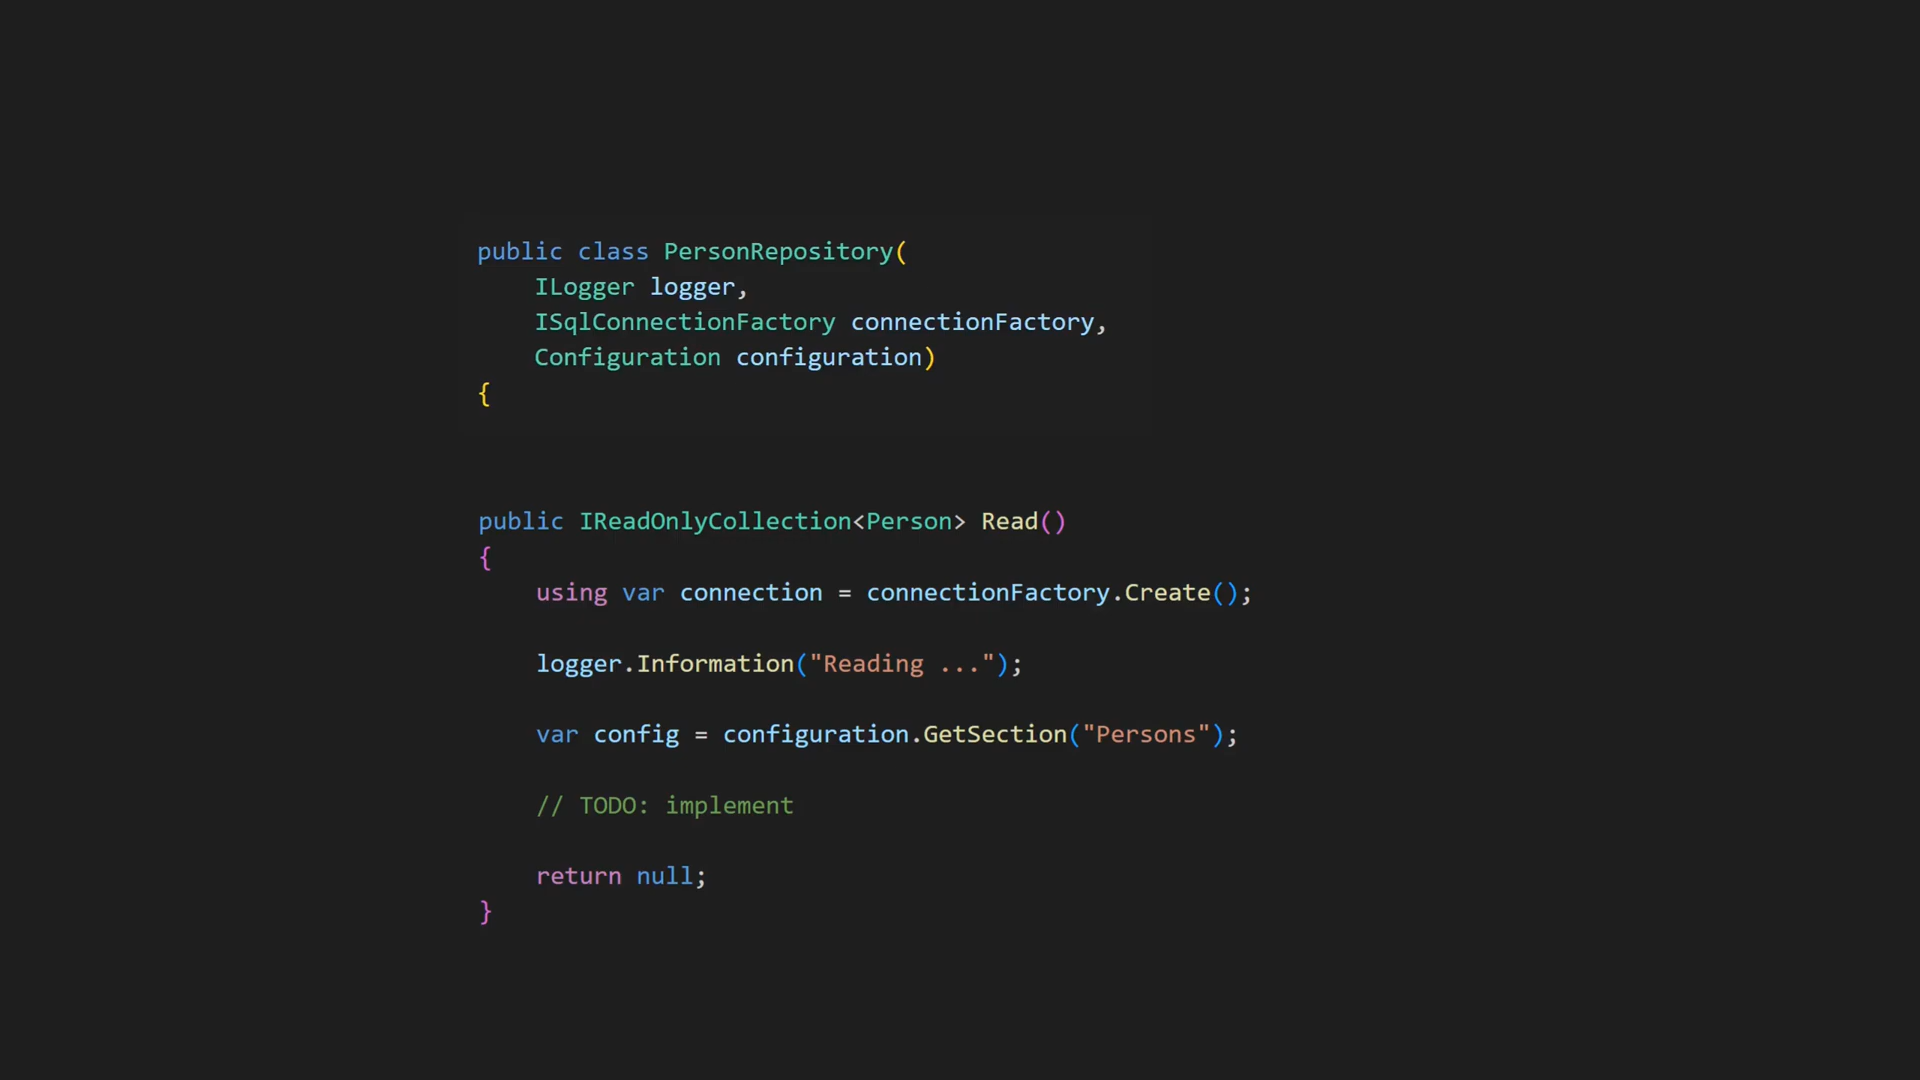 public class PersonRepository(
    ILogger logger,
    ISqlConnectionFactory connectionFactory,
    Configuration configuration)
{
public IReadOnlyCollection<Person> Read()
{
    using var connection = connectionFactory.Create();
    logger.Information("Reading ...");
    var config = configuration.GetSection("Persons");
    // TODO: implement
    return null;
}